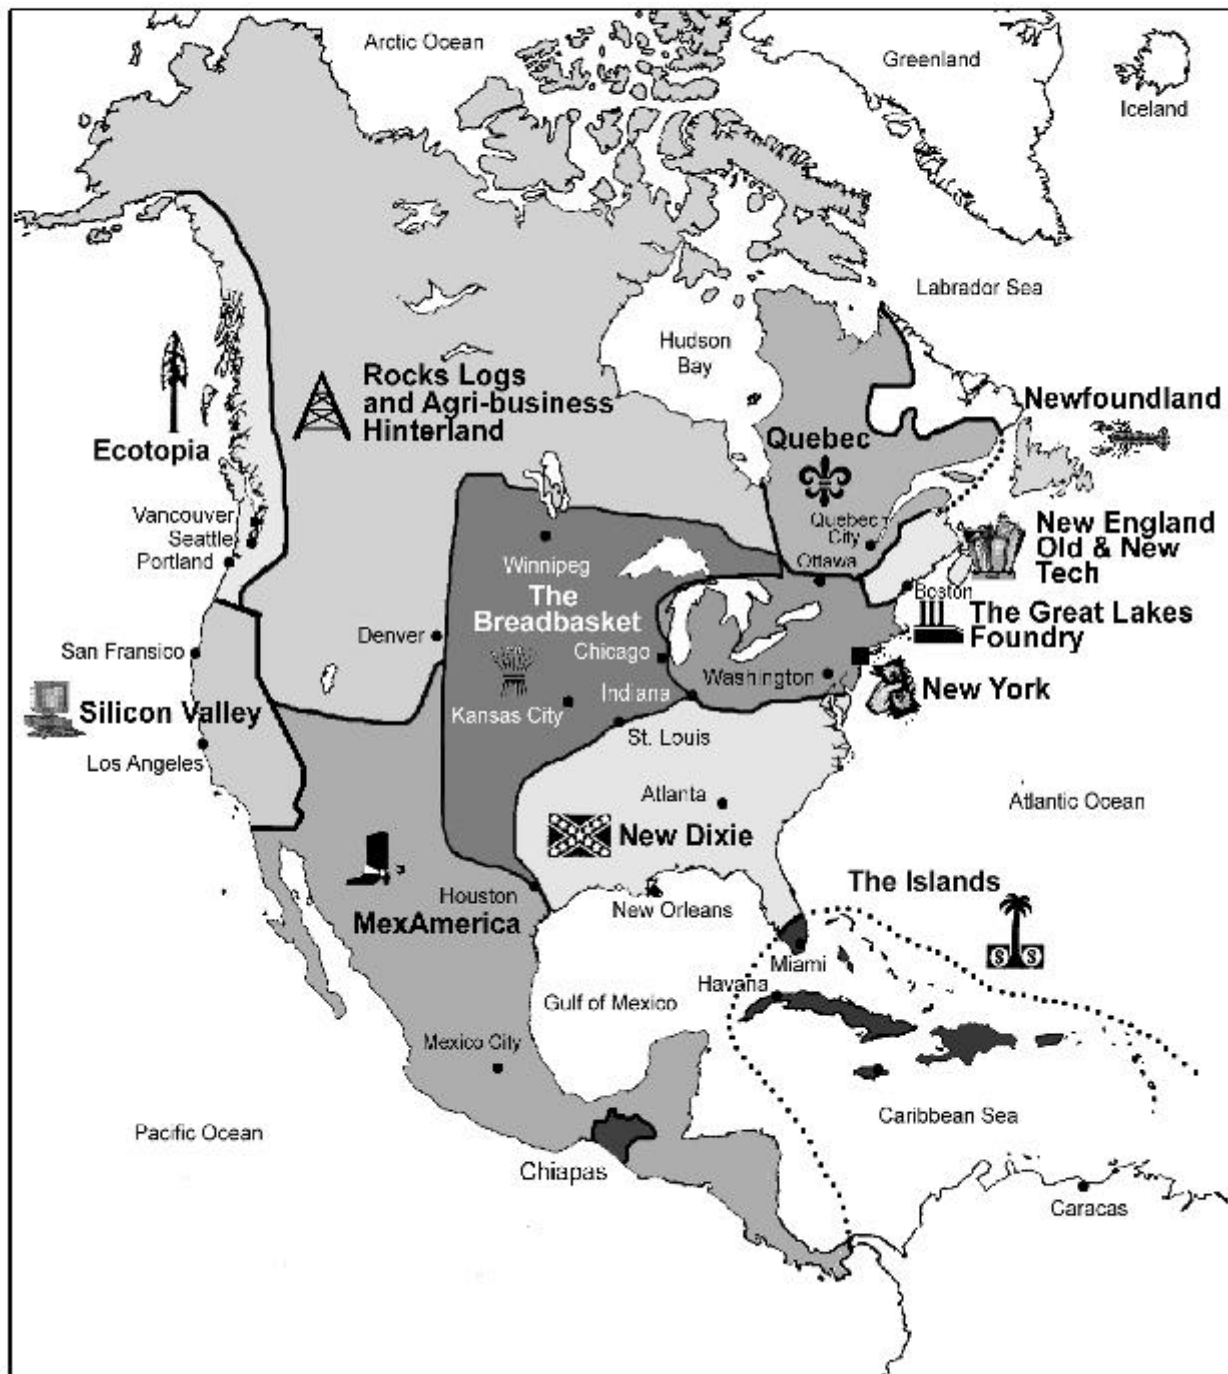 Arctic Ocean
Greenland
Iceland
Labrador Sea
Hudson
Bay
Rocks Logs
and Agri-business
Hinterland
Newfoundland
Ecotopia
Quebec
Vancouver
Seattle
Portland
Quebec
City
New England
Old & New
Tech
Winnipeg
Ottawa
The
Breadbasket
Boston
The Great Lakes
Foundry
Denver
San Fransico
Chicago
Washington
New York
Indiana
Silicon Valley
Kansas City
St. Louis
Los Angeles
Atlanta
Atlantic Ocean
New Dixie
The Islands
Houston
New Orleans
MexAmerica
$ $
Miami
Havana
Gulf of Mexico
Mexico City
Caribbean Sea
Pacific Ocean
Chiapas
Caracas